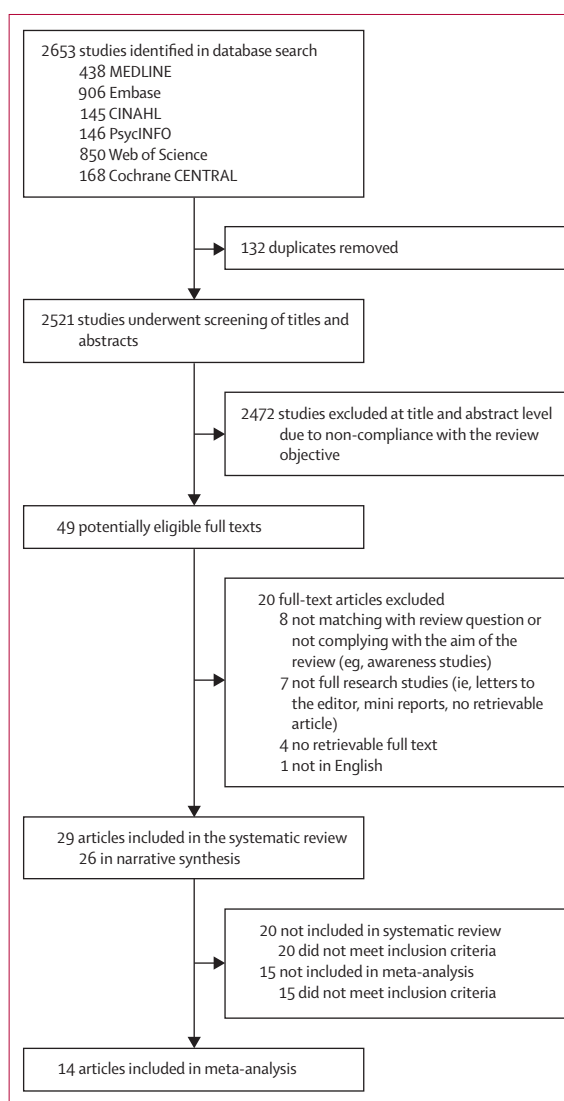 2653 studies identified in database search
438 MEDLINE
906 Embase
145 CINAHL
146 PsycINFO
850 Web of Science
168 Cochrane CENTRAL
132 duplicates removed
2521 studies underwent screening of titles and
abstracts
2472 studies excluded at title and abstract level
due to non-compliance with the review
objective
49 potentially eligible full texts
20 full-text articles excluded
8 not matching with review question or
not complying with the aim of the
review (eg, awareness studies)
7 not full research studies (ie, letters to
the editor, mini reports, no retrievable
article)
4 no retrievable full text
1 not in English
29 articles included in the systematic review
26 in narrative synthesis
20 not included in systematic review
20 did not meet inclusion criteria
15 not included in meta-analysis
15 did not meet inclusion criteria
14 articles included in meta-analysis